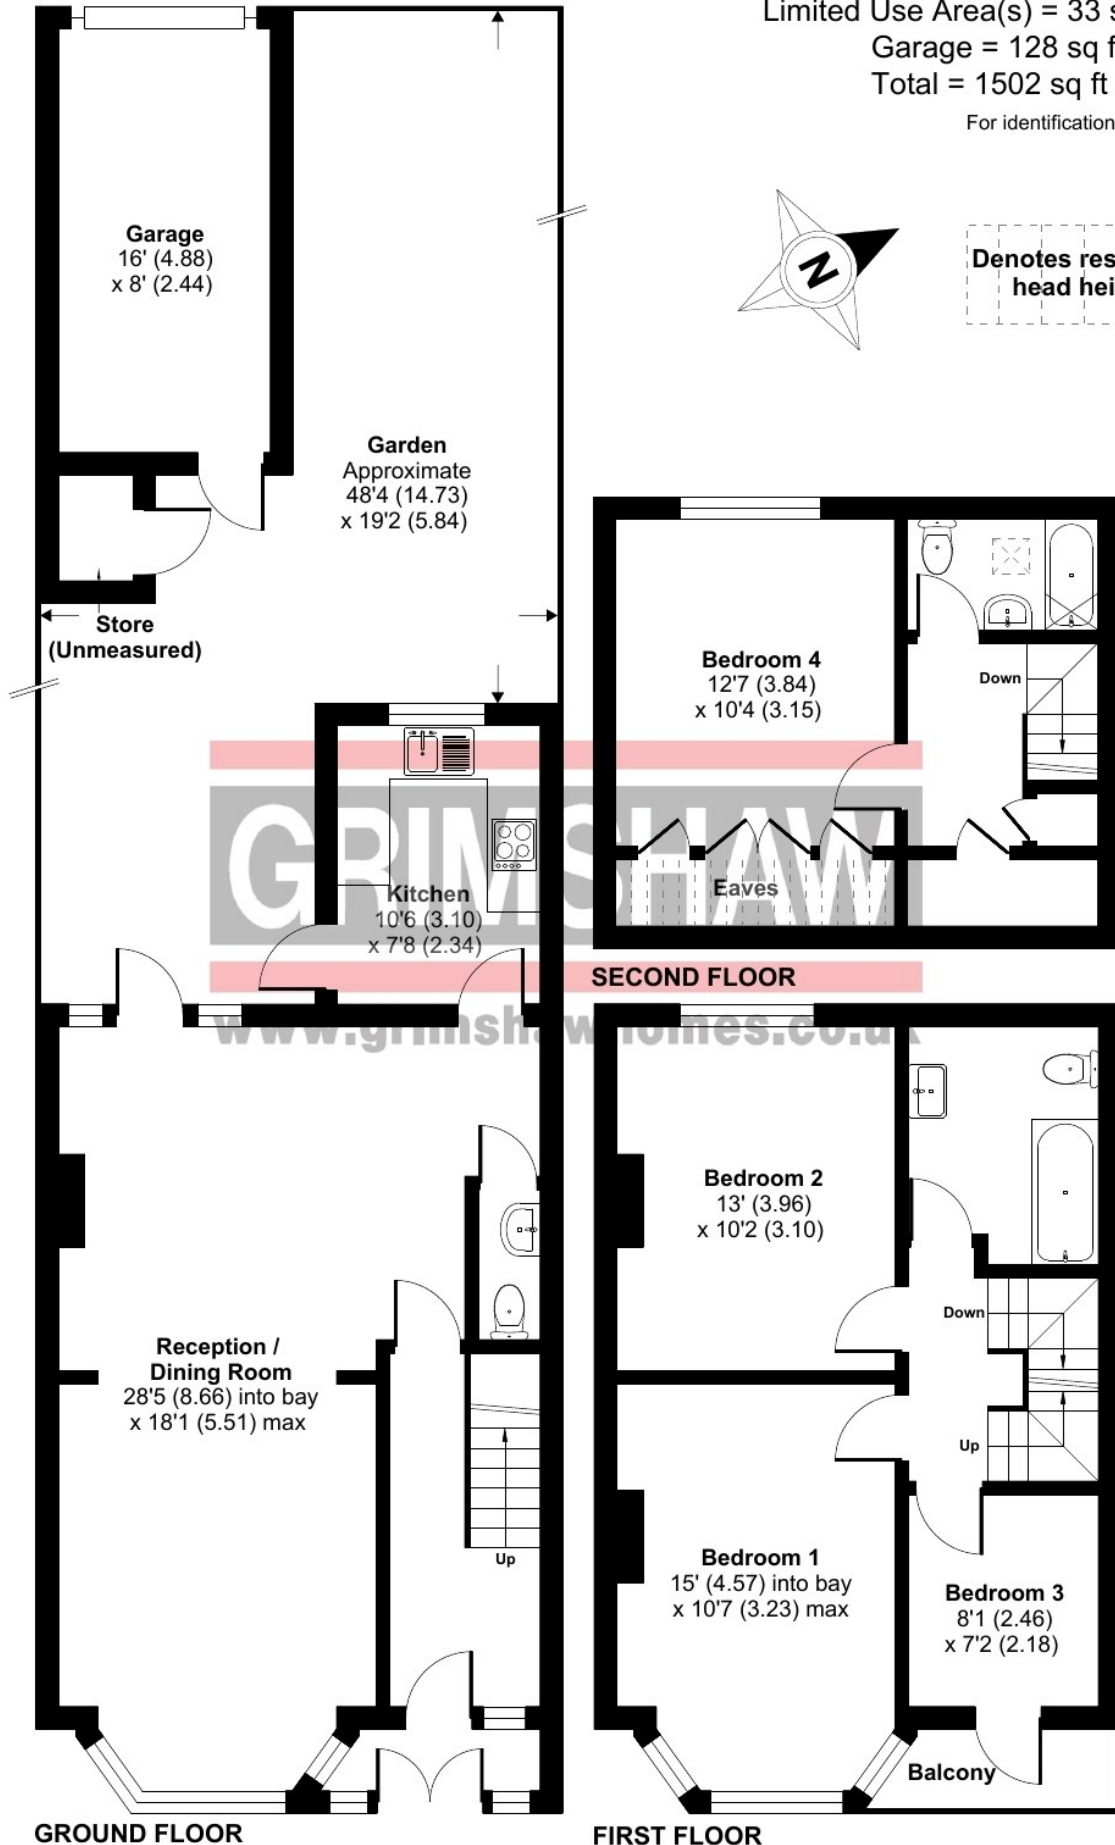 Limited Use Area(s) = 33 s
Garage = 128 sq f
Total = 1502 sq ft
For identification
N
Denotes res
head hei
Garage
16' (4.88)
x 8' (2.44)
Garden
Approximate
48'4 (14.73)
x 19'2 (5.84)
Store
(Unmeasured)
Kitchen
10'6 (3.10)
x 7'8 (2.34)
Reception /
Dining Room
28'5 (8.66) into bay
x 18'1 (5.51) max
Up
GROUND FLOOR
Bedroom 4
12'7 (3.84)
x 10'4 (3.15)
Down
Eaves
SECOND FLOOR
Bedroom 2
13' (3.96)
x 10'2 (3.10)
Down
Up
Bedroom 1
15' (4.57) into bay
x 10'7 (3.23) max
Bedroom 3
8'1 (2.46)
x 7'2 (2.18)
Balcony
FIRST FLOOR
GRIMSHAW
www.grimshawhomes.co.uk